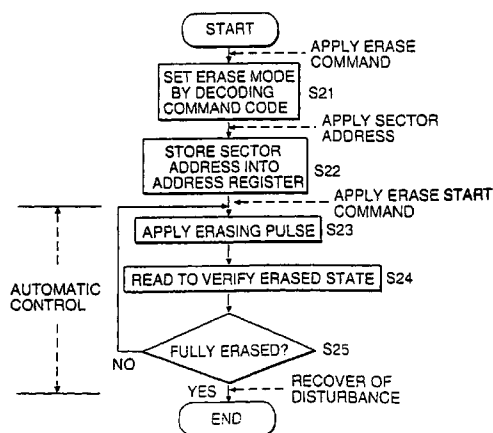 START
APPLY ERASE
COMMAND
SET ERASE MODE
BY DECODING
COMMAND CODE
S21
APPLY SECTOR
ADDRESS
STORE SECTOR
ADDRESS INTO
ADDRESS REGISTER
S22
APPLY ERASE START
COMMAND
APPLY ERASING PULSE
S23
READ TO VERIFY ERASED STATE
S24
AUTOMATIC
CONTROL
FULLY ERASED?
S25
NO
YES
RECOVER OF
DISTURBANCE
END